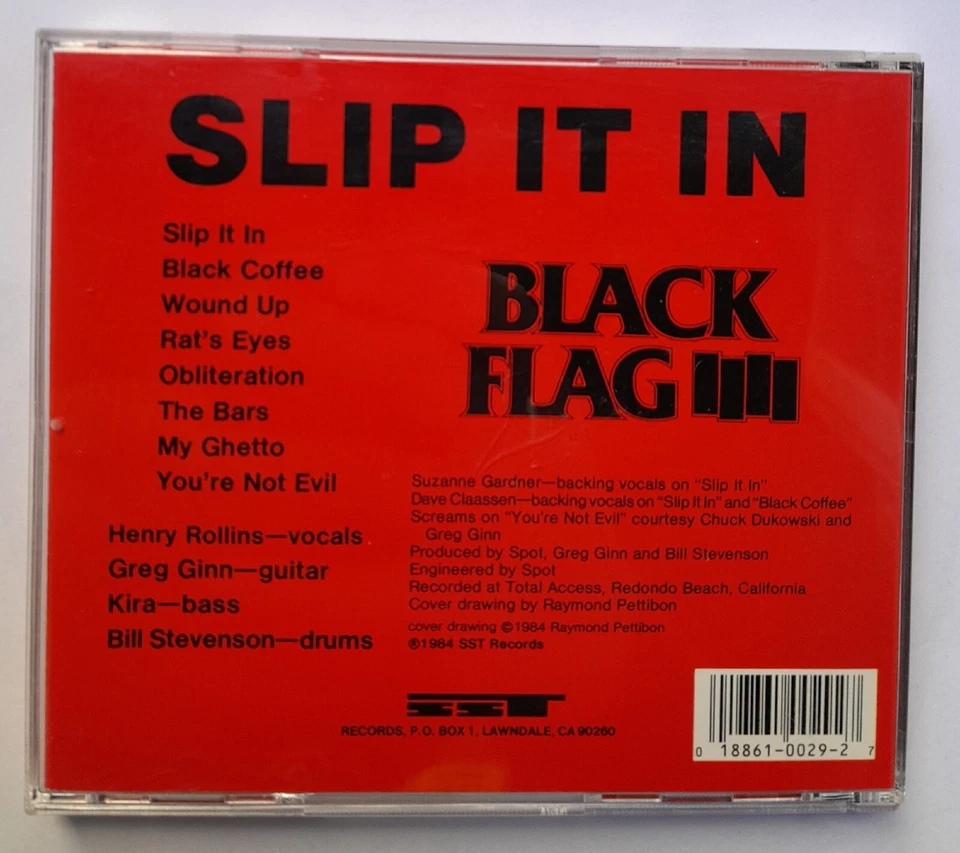 SLIP IT IN
Slip It In
Black Coffee
Wound Up
Rat's Eyes
Obliteration
The Bars
My Ghetto
You're Not Evil
Henry Rollins—vocals
Greg Ginn—guitar
Kira—bass
Bill Stevenson—drums
BLACK
FLAG
Suzanne Gardner—backing vocals on "Slip It In"
Dave Claassen—backing vocals on "Slip It In" and "Black Coffee"
Screams on "You're Not Evil" courtesy Chuck Dukowski and
Greg Ginn
Produced by Spot, Greg Ginn and Bill Stevenson
Engineered by Spot
Recorded at Total Access, Redondo Beach, California
Cover drawing by Raymond Pettibon
cover drawing ©1984 Raymond Pettibon
℗1984 SST Records
SST
RECORDS, P.O. BOX 1, LAWNDALE, CA 90260
0 18861-0029-2 7